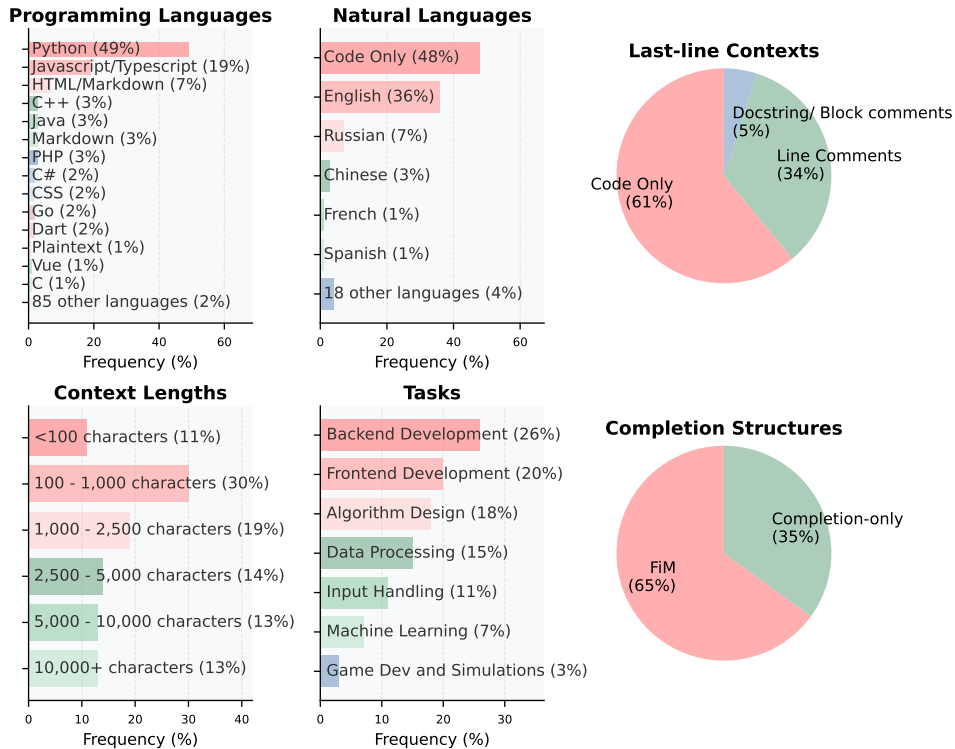 Programming Languages
Python (49%)
Javascript/Typescript (19%)
HTML/Markdown (7%)
C++ (3%)
Java (3%)
Markdown (3%)
PHP (3%)
C# (2%)
CSS (2%)
Go (2%)
Dart (2%)
Plaintext (1%)
Vue (1%)
C (1%)
85 other languages (2%)
0 20 40 60
Frequency (%)
Natural Languages
Code Only (48%)
English (36%)
Russian (7%)
Chinese (3%)
French (1%)
Spanish (1%)
18 other languages (4%)
0 20 40 60
Frequency (%)
Last-line Contexts
Docstring/ Block comments
(5%)
Line Comments
(34%)
Code Only
(61%)
Context Lengths
<100 characters (11%)
100 - 1,000 characters (30%)
1,000 - 2,500 characters (19%)
2,500 - 5,000 characters (14%)
5,000 - 10,000 characters (13%)
10,000+ characters (13%)
0 10 20 30 40
Frequency (%)
Tasks
Backend Development (26%)
Frontend Development (20%)
Algorithm Design (18%)
Data Processing (15%)
Input Handling (11%)
Machine Learning (7%)
Game Dev and Simulations (3%)
0 10 20 30
Frequency (%)
Completion Structures
Completion-only
(35%)
FiM
(65%)